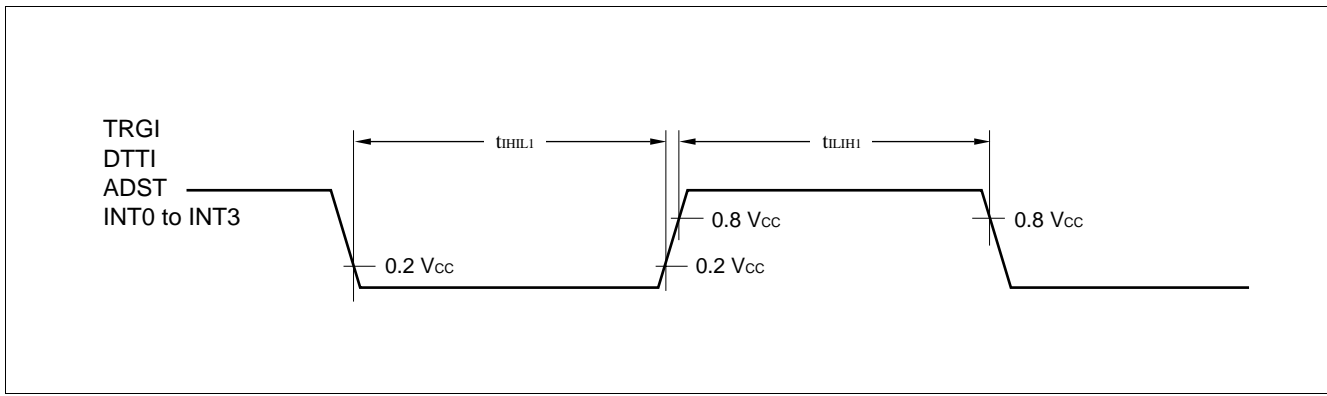 TRGI
DTTI
ADST
INT0 to INT3
tIHIL1
tILIH1
0.8 VCC
0.8 VCC
0.2 VCC
0.2 VCC